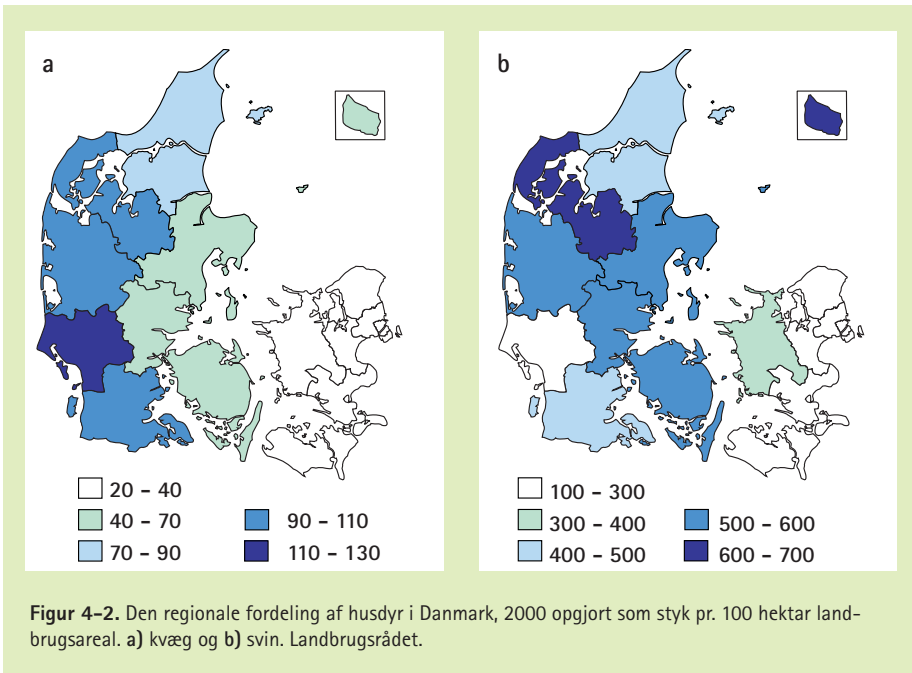 a
20 – 40
40 – 70
70 – 90
90 – 110
110 – 130
b
100 – 300
300 – 400
400 – 500
500 – 600
600 – 700
Figur 4–2. Den regionale fordeling af husdyr i Danmark, 2000 opgjort som styk pr. 100 hektar land-
brugsareal. a) kvæg og b) svin. Landbrugsrådet.